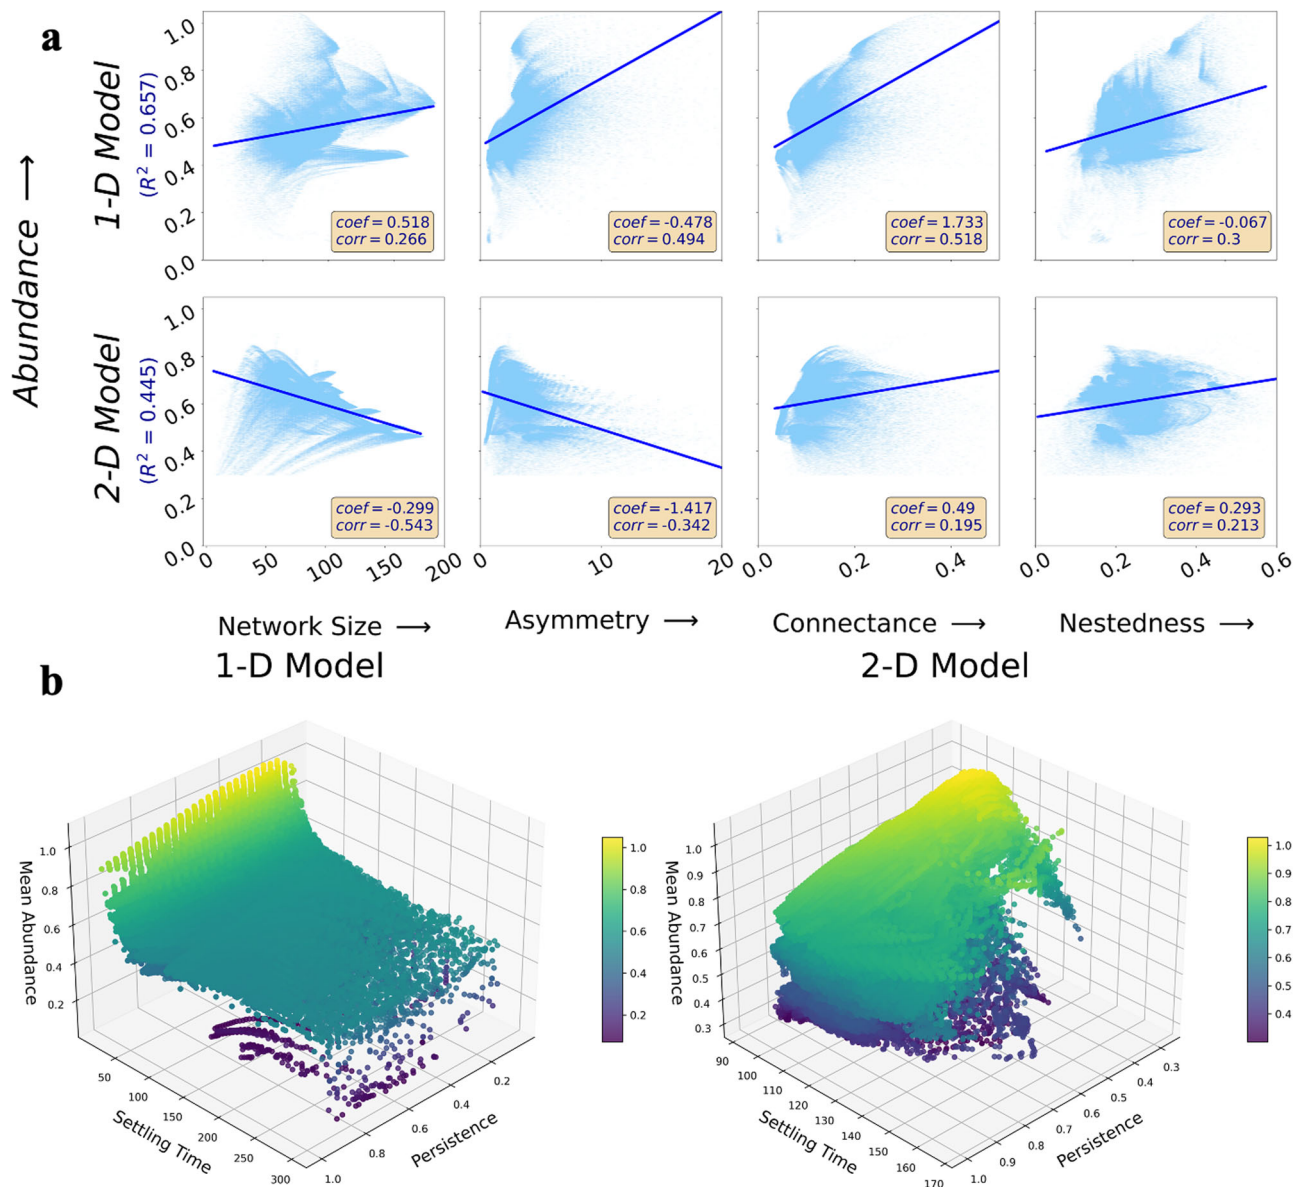 a
Abundance →
1-D Model
(R² = 0.657)
1.0
0.8
0.6
0.4
0.2
0.0
coef = 0.518
corr = 0.266
coef = -0.478
corr = 0.494
coef = 1.733
corr = 0.518
coef = -0.067
corr = 0.3
2-D Model
(R² = 0.445)
1.0
0.8
0.6
0.4
0.2
0.0
coef = -0.299
corr = -0.543
coef = -1.417
corr = -0.342
coef = 0.49
corr = 0.195
coef = 0.293
corr = 0.213
0 50 100 150 200
0 10 20
0.0 0.2 0.4
0.0 0.2 0.4 0.6
Network Size →
Asymmetry →
Connectance →
Nestedness →
b
1-D Model
2-D Model
Mean Abundance
1.0
0.8
0.6
0.4
0.2
50
100
150
200
250
300
Settling Time
1.0
0.8
0.6
0.4
0.2
Persistence
1.0
0.8
0.6
0.4
0.2
Mean Abundance
1.0
0.9
0.8
0.7
0.6
0.5
0.4
0.3
90
100
110
120
130
140
150
160
170
Settling Time
1.0
0.9
0.8
0.7
0.6
0.5
0.4
0.3
Persistence
1.0
0.9
0.8
0.7
0.6
0.5
0.4